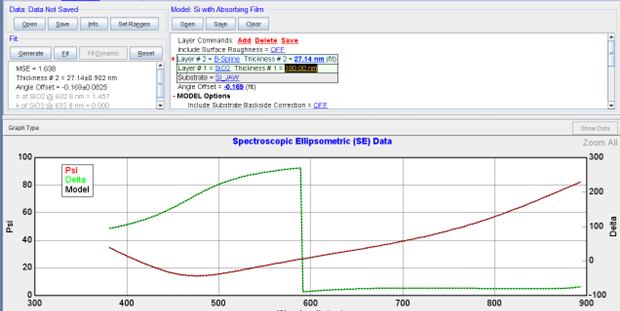 Data: Data Not Saved
Open Save Info. Set Ranges
Fit:
Generate Fit Fit Dynamic Reset
MSE = 1.638
Thickness # 2 = 27.14±0.902 nm
Angle Offset = -0.169±0.0825
n of SiO2 @ 632.8 nm = 1.457
k of SiO2 @ 632.8 nm = 0.000
Model: Si with Absorbing Film
Open Save Clear
Layer Commands: Add Delete Save
Include Surface Roughness = OFF
Layer # 2 = B-Spline Thickness # 2 = 27.14 nm (fit)
Layer # 1 = SiO2 Thickness # 1 =
Substrate = SI_JAW
Angle Offset = -0.169 (fit)
- MODEL Options
Include Substrate Backside Correction = OFF
Graph Type
Show Data
Spectroscopic Ellipsometric (SE) Data
Zoom All
Psi
Delta
Model
Psi
Delta
100
80
60
40
20
0
300
200
100
0
-100
300 400 500 600 700 800 900